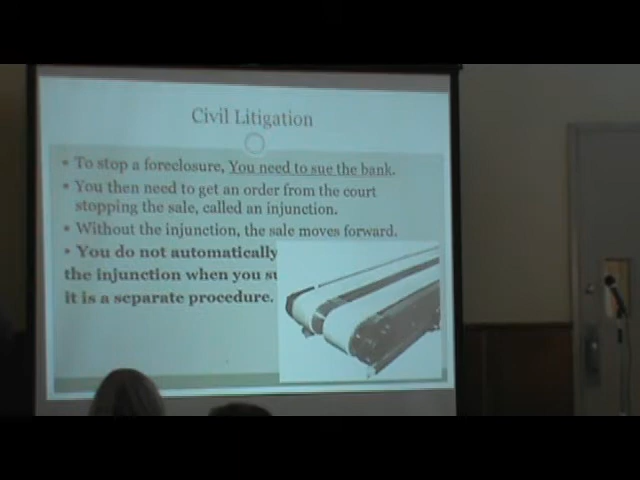 Civil Litigation
• To stop a foreclosure, You need to sue the bank.
• You then need to get an order from the court
stopping the sale, called an injunction.
• Without the injunction, the sale moves forward.
• You do not automatically
the injunction when you su
it is a separate procedure.